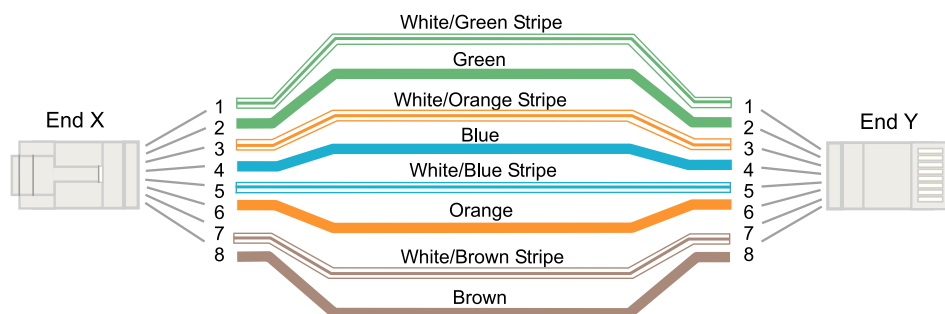 White/Green Stripe
Green
White/Orange Stripe
Blue
White/Blue Stripe
Orange
White/Brown Stripe
Brown
End X
1
2
3
4
5
6
7
8
End Y
1
2
3
4
5
6
7
8